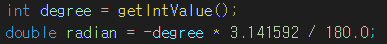 int degree = getIntValue();
double radian = -degree * 3.141592 / 180.0;